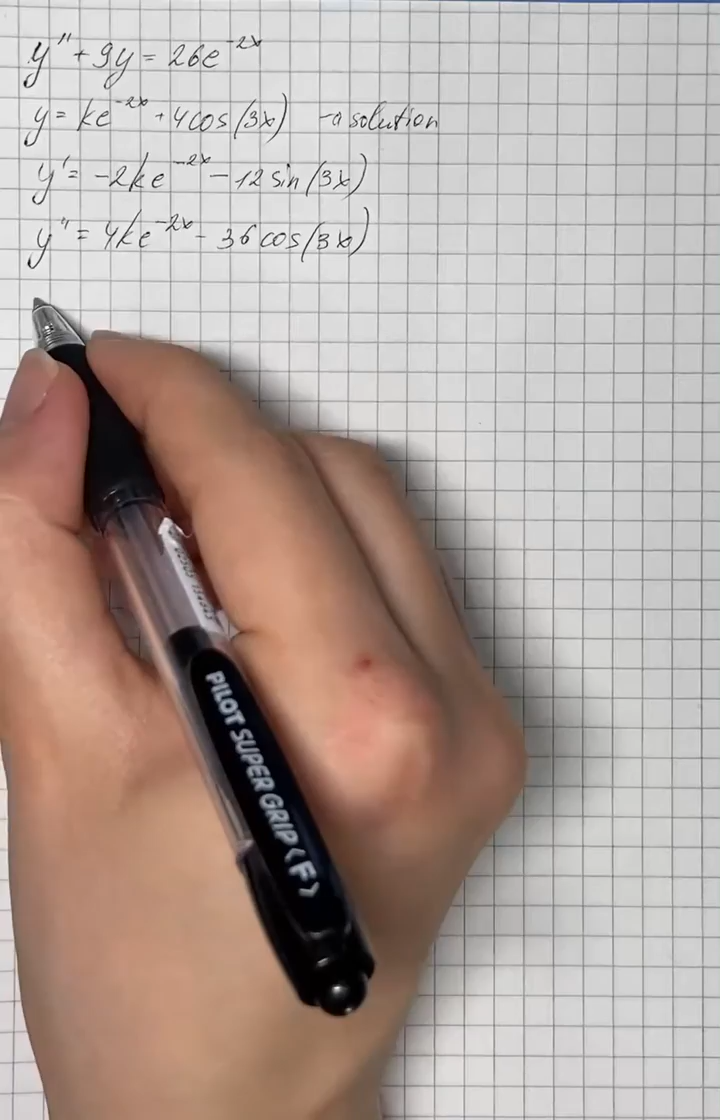 y'' + 9y = 26e^-2x
y = ke^-2x + 4cos(3x) - a solution
y' = -2ke^-2x - 12 sin(3x)
y'' = 4ke^-2x - 36 cos(3x)
PILOT SUPER GRIP <F>